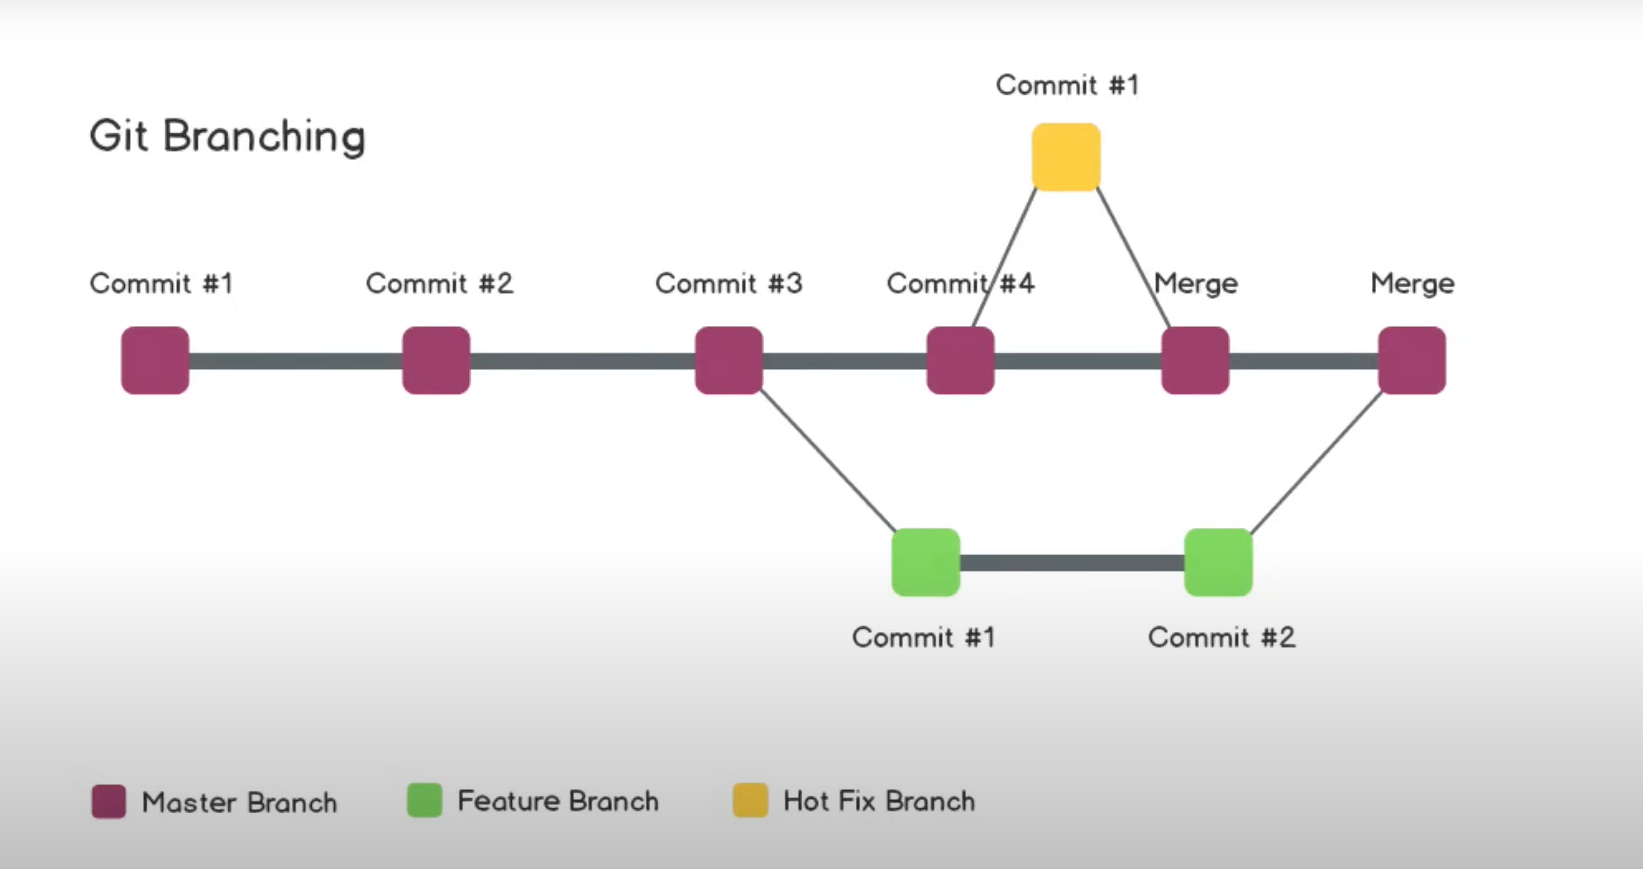 Commit #1
Git Branching
Commit #1 Commit #2 Commit #3 Commit #4 Merge Merge
Commit #1 Commit #2
Master Branch Feature Branch Hot Fix Branch